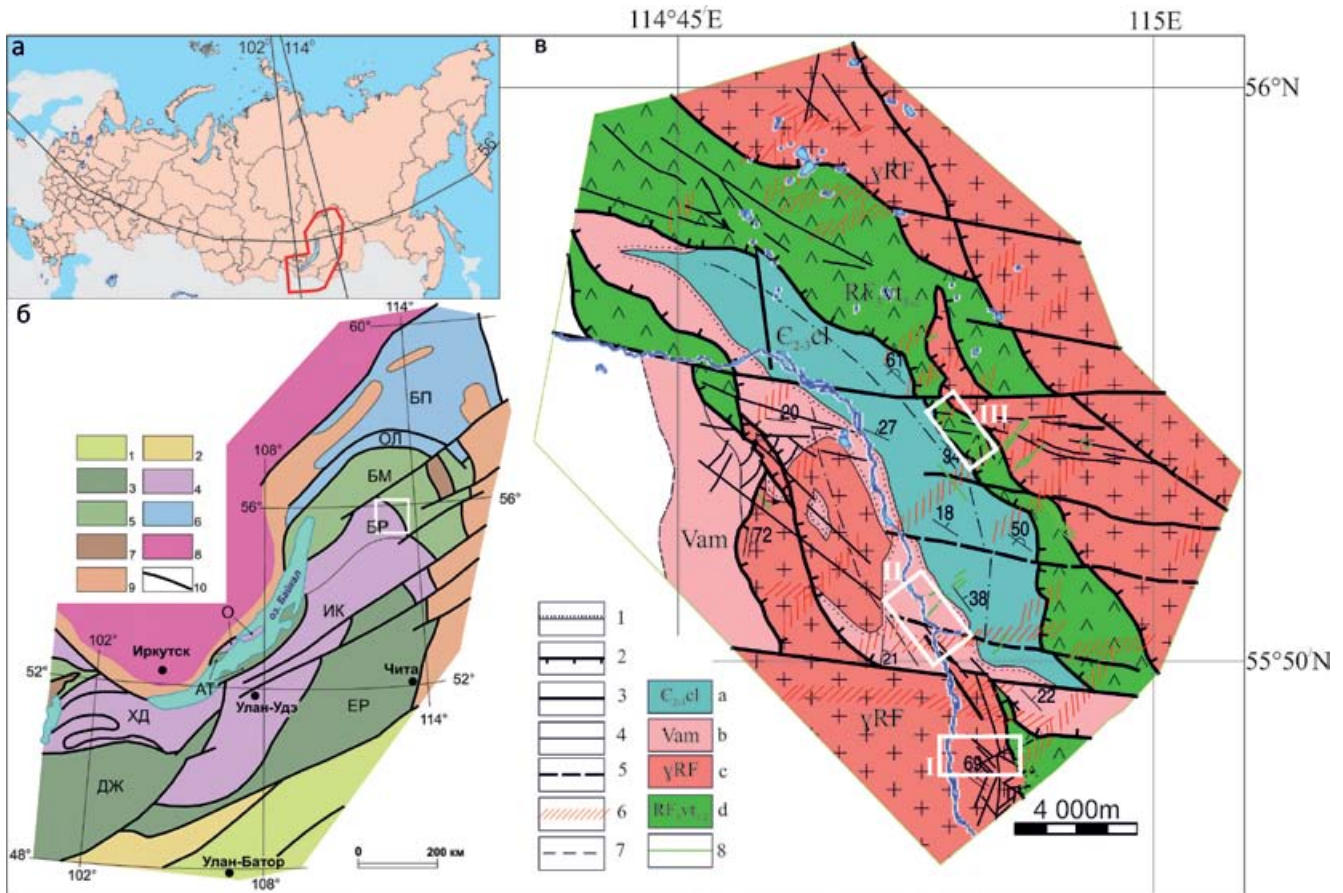 114°45'E
115E
a
102°
114°
56°
в
56°N
γRF
б
114°
60°
БП
ОЛ
108°
БМ
56°
56°
БР
1
2
3
4
5
6
7
8
9
10
оз. Байкал
О
ИК
102°
52°
Иркутск
Чита
52°
АТ
Улан-Удэ
ЕР
ХД
114°
ДЖ
48°
Улан-Батор
102°
108°
0
200 км
Є₂₋₃cl
61
20
27
III
34
18
50
Vam
72
II
38
21
55°50'N
22
γRF
I
69
4 000m
1
2
3
4
5
6
7
Є₂₋₃cl a
Vam b
γRF c
d
8